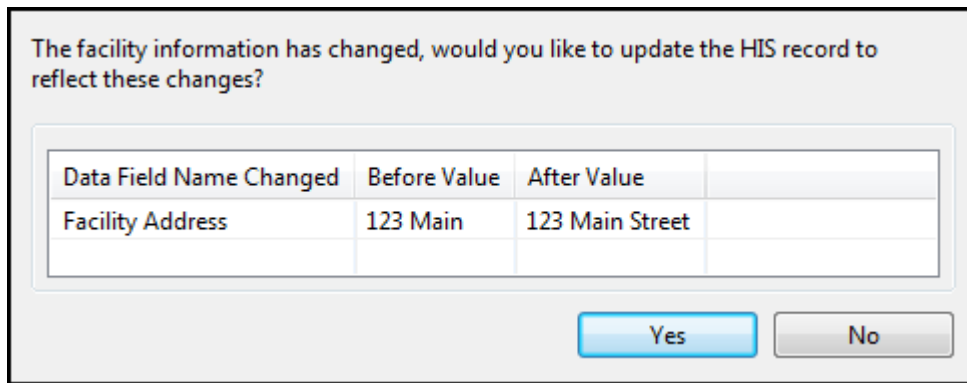 The facility information has changed, would you like to update the HIS record to
reflect these changes?
Data Field Name Changed Before Value After Value
Facility Address 123 Main 123 Main Street
Yes No